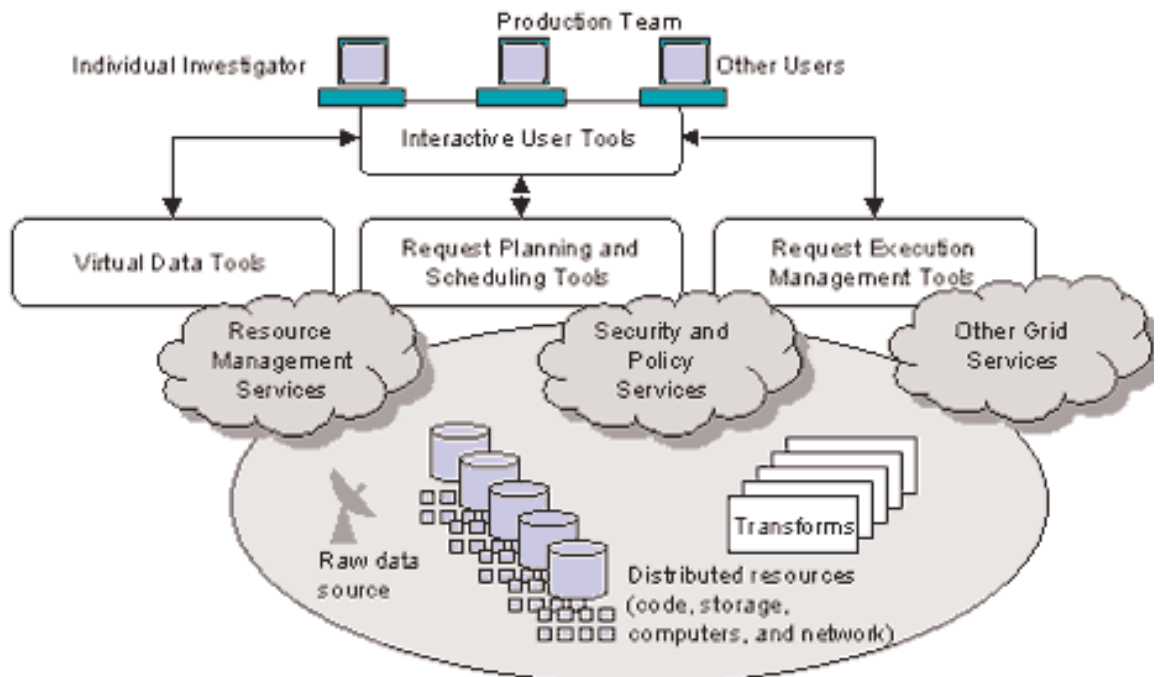 Production Team
Individual Investigator
Other Users
Interactive User Tools
Virtual Data Tools
Request Planning and
Scheduling Tools
Request Execution
Management Tools
Resource
Management
Services
Security and
Policy
Services
Other Grid
Services
Raw data
source
Transforms
Distributed resources
(code, storage,
computers, and network)